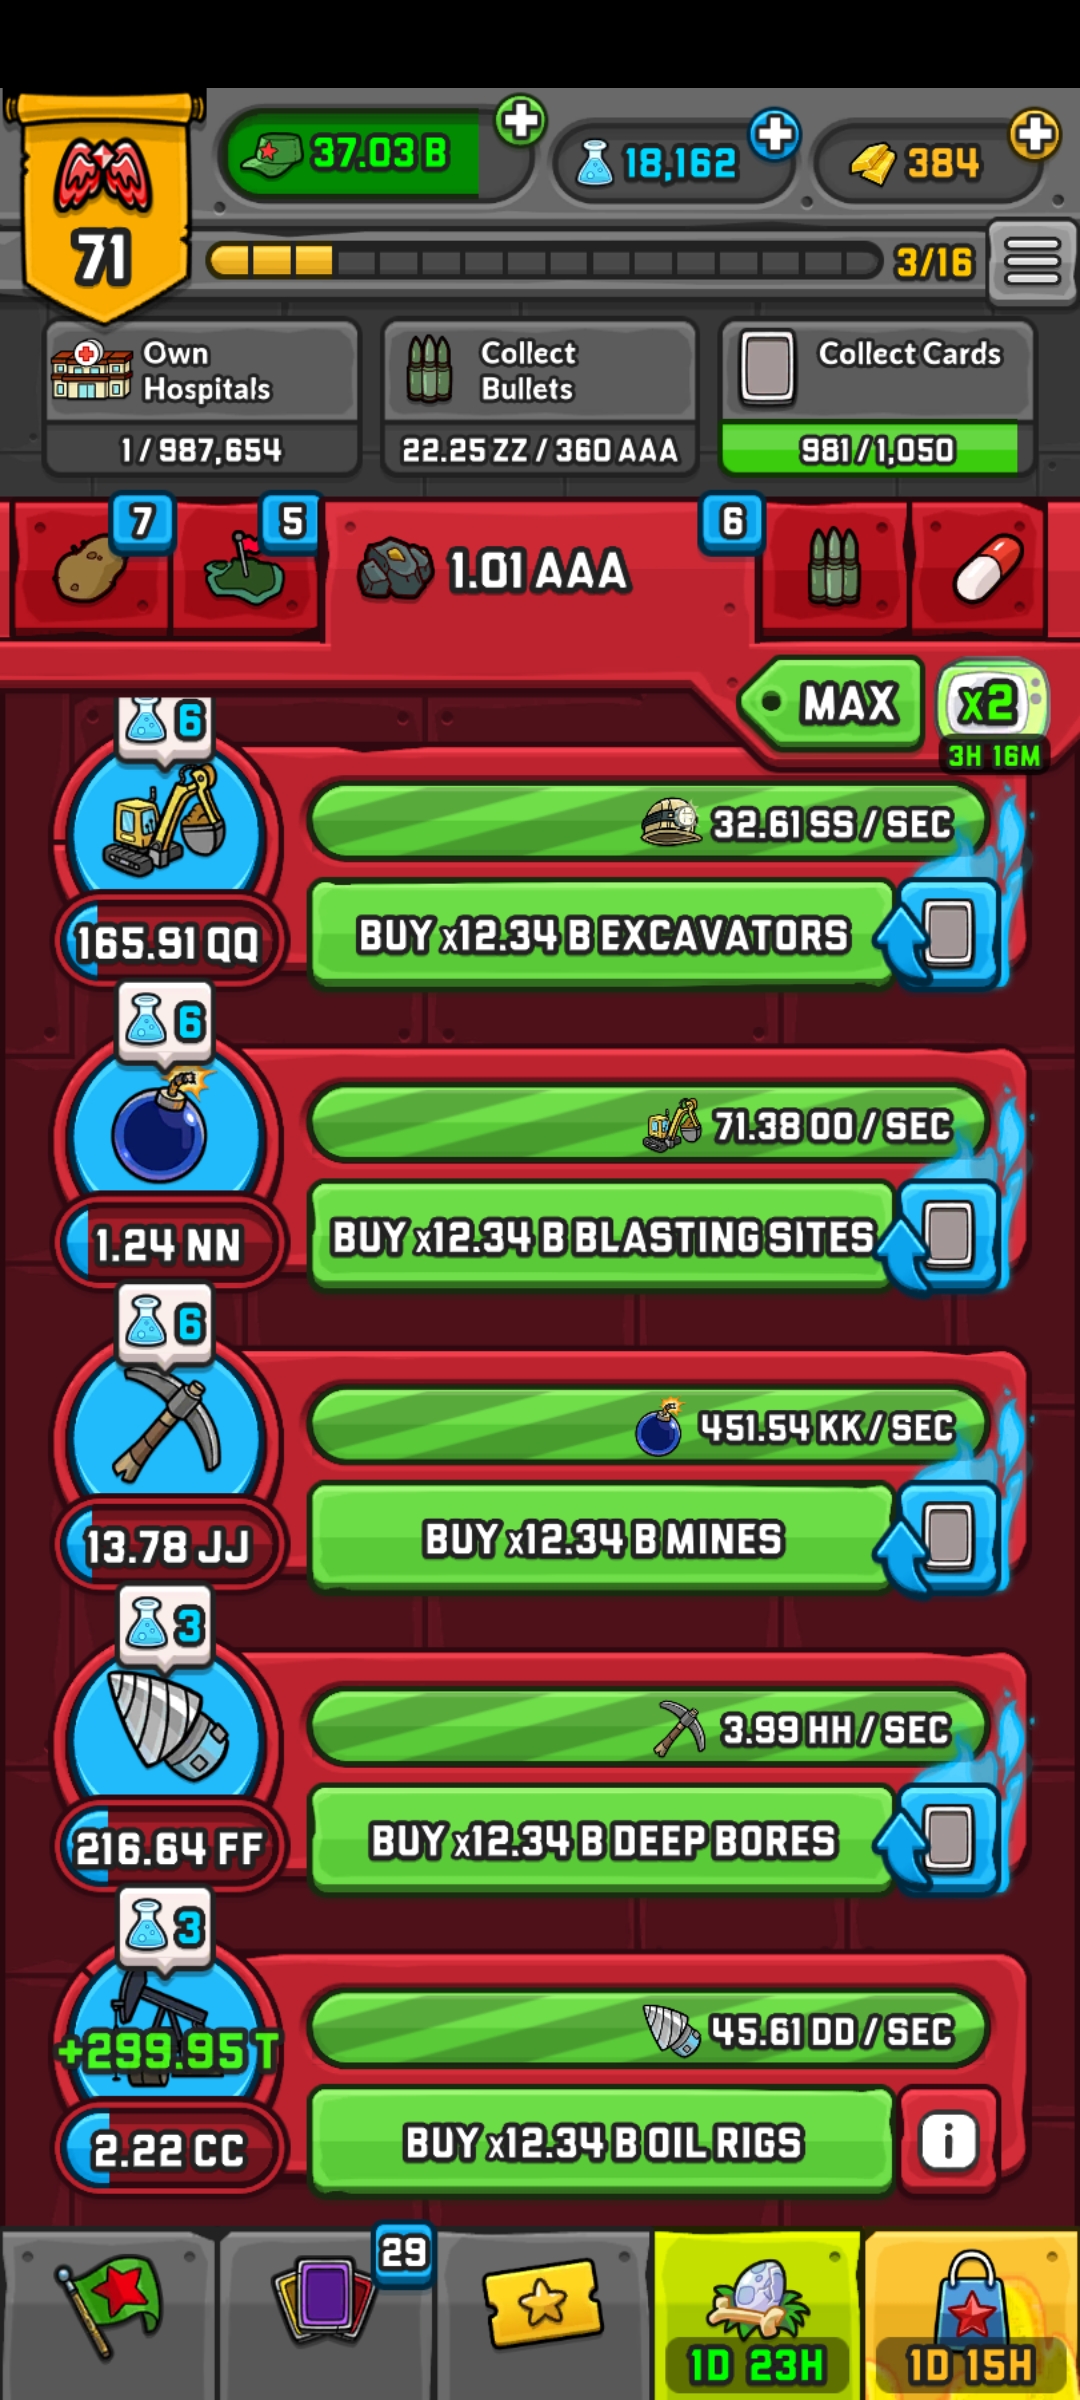 71
37.03 B
18,162
384
3/16
Own
Hospitals
1 / 987,654
Collect
Bullets
22.25 ZZ / 360 AAA
Collect Cards
981 / 1,050
7
5
1.01 AAA
6
MAX
x2
3H 16M
6
32.61 SS / SEC
165.91 QQ
BUY x12.34 B EXCAVATORS
6
71.38 OO / SEC
1.24 NN
BUY x12.34 B BLASTING SITES
6
451.54 KK / SEC
13.78 JJ
BUY x12.34 B MINES
3
3.99 HH / SEC
216.64 FF
BUY x12.34 B DEEP BORES
3
+299.95 T
45.61 DD / SEC
2.22 CC
BUY x12.34 B OIL RIGS
i
29
1D 23H
1D 15H